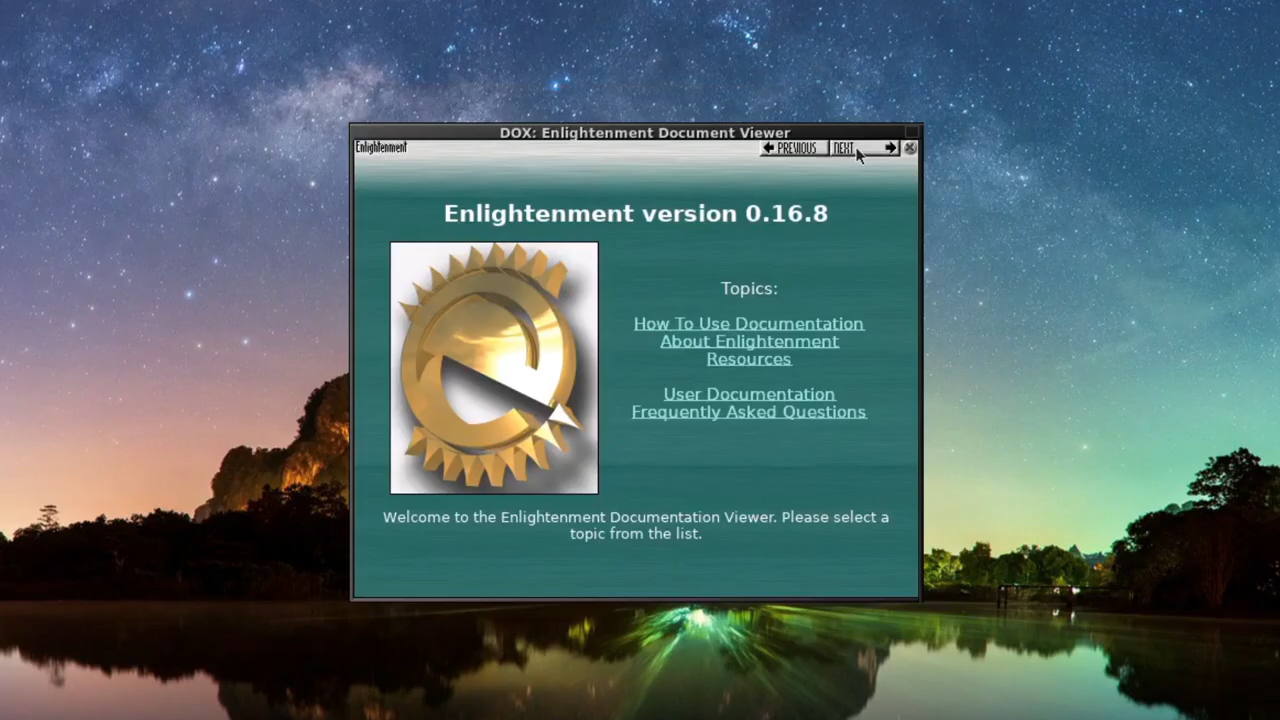 DOX: Enlightenment Document Viewer
Enlightenment
PREVIOUS
NEXT
Enlightenment version 0.16.8
Topics:
How To Use Documentation
About Enlightenment
Resources
User Documentation
Frequently Asked Questions
Welcome to the Enlightenment Documentation Viewer. Please select a
topic from the list.